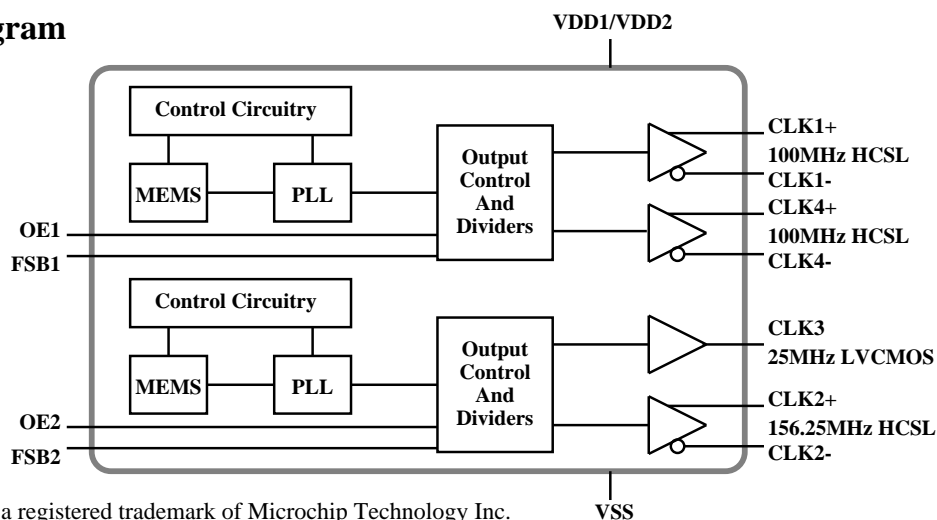 gram
VDD1/VDD2
Control Circuitry
MEMS
PLL
Output
Control
And
Dividers
CLK1+
100MHz HCSL
CLK1-
CLK4+
100MHz HCSL
CLK4-
OE1
FSB1
Control Circuitry
MEMS
PLL
Output
Control
And
Dividers
CLK3
25MHz LVCMOS
CLK2+
156.25MHz HCSL
CLK2-
OE2
FSB2
VSS
a registered trademark of Microchip Technology Inc.